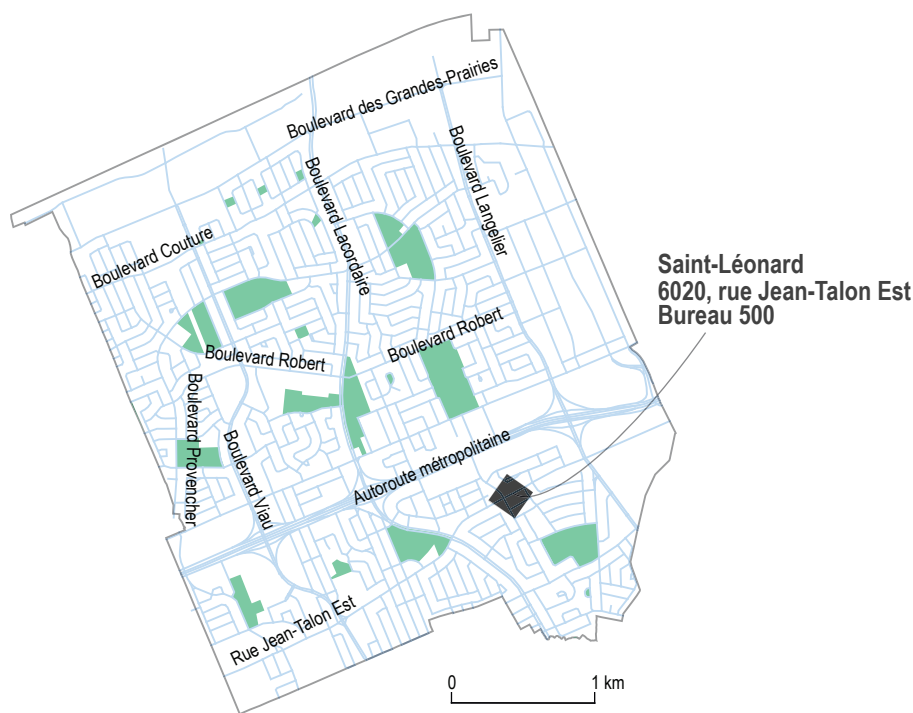 Boulevard des Grandes-Prairies
Boulevard Langelier
Boulevard Lacordaire
Boulevard Couture
Saint-Léonard
6020, rue Jean-Talon Est
Bureau 500
Boulevard Robert
Boulevard Robert
Boulevard Provencher
Boulevard Viau
Autoroute métropolitaine
Rue Jean-Talon Est
0 1 km